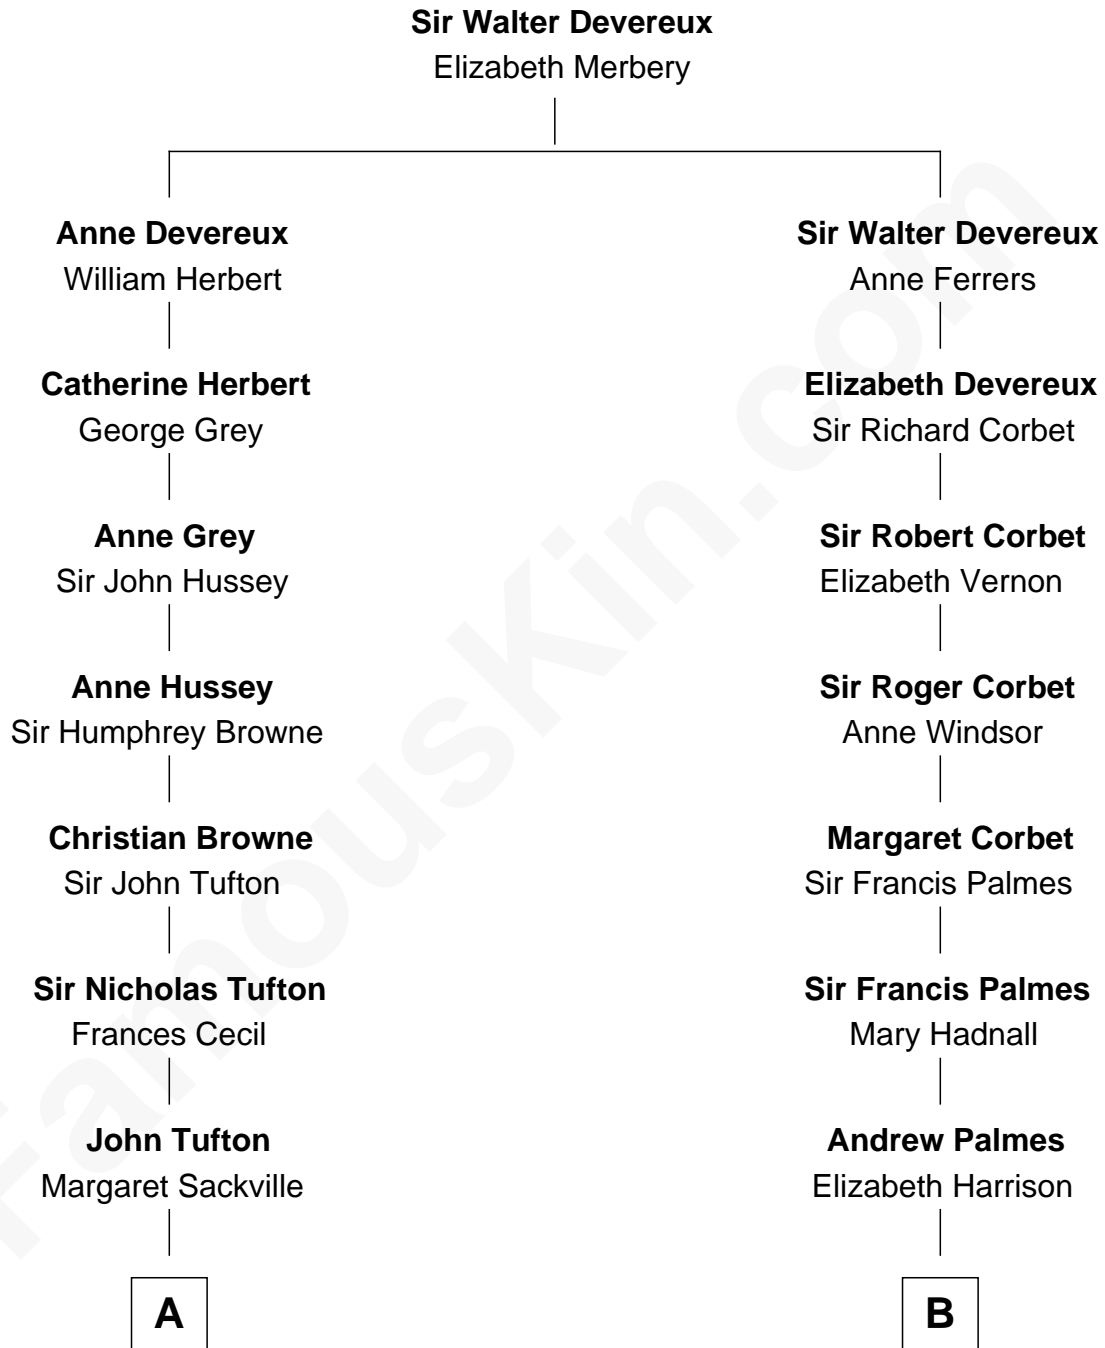 Sir Walter Devereux
Elizabeth Merbery
Anne Devereux
William Herbert
Sir Walter Devereux
Anne Ferrers
Catherine Herbert
George Grey
Elizabeth Devereux
Sir Richard Corbet
Anne Grey
Sir John Hussey
Sir Robert Corbet
Elizabeth Vernon
Anne Hussey
Sir Humphrey Browne
Sir Roger Corbet
Anne Windsor
Christian Browne
Sir John Tufton
Margaret Corbet
Sir Francis Palmes
Sir Nicholas Tufton
Frances Cecil
Sir Francis Palmes
Mary Hadnall
John Tufton
Margaret Sackville
Andrew Palmes
Elizabeth Harrison
A
B
FamousKin.com